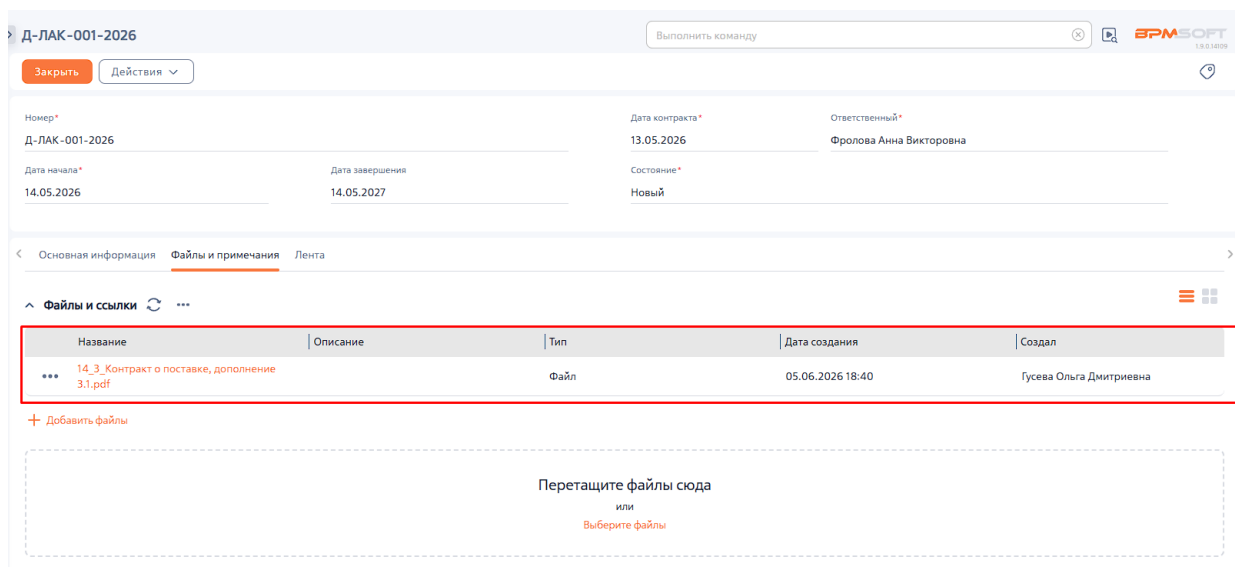 Д-ЛАК-001-2026
Выполнить команду
BPMSOFT
1.9.0.14109
Закрыть
Действия
Номер*
Дата контракта*
Ответственный*
Д-ЛАК-001-2026
13.05.2026
Фролова Анна Викторовна
Дата начала*
Дата завершения
Состояние*
14.05.2026
14.05.2027
Новый
Основная информация
Файлы и примечания
Лента
Файлы и ссылки
Название
Описание
Тип
Дата создания
Создал
14_3_Контракт о поставке, дополнение
3.1.pdf
Файл
05.06.2026 18:40
Гусева Ольга Дмитриевна
Добавить файлы
Перетащите файлы сюда
или
Выберите файлы